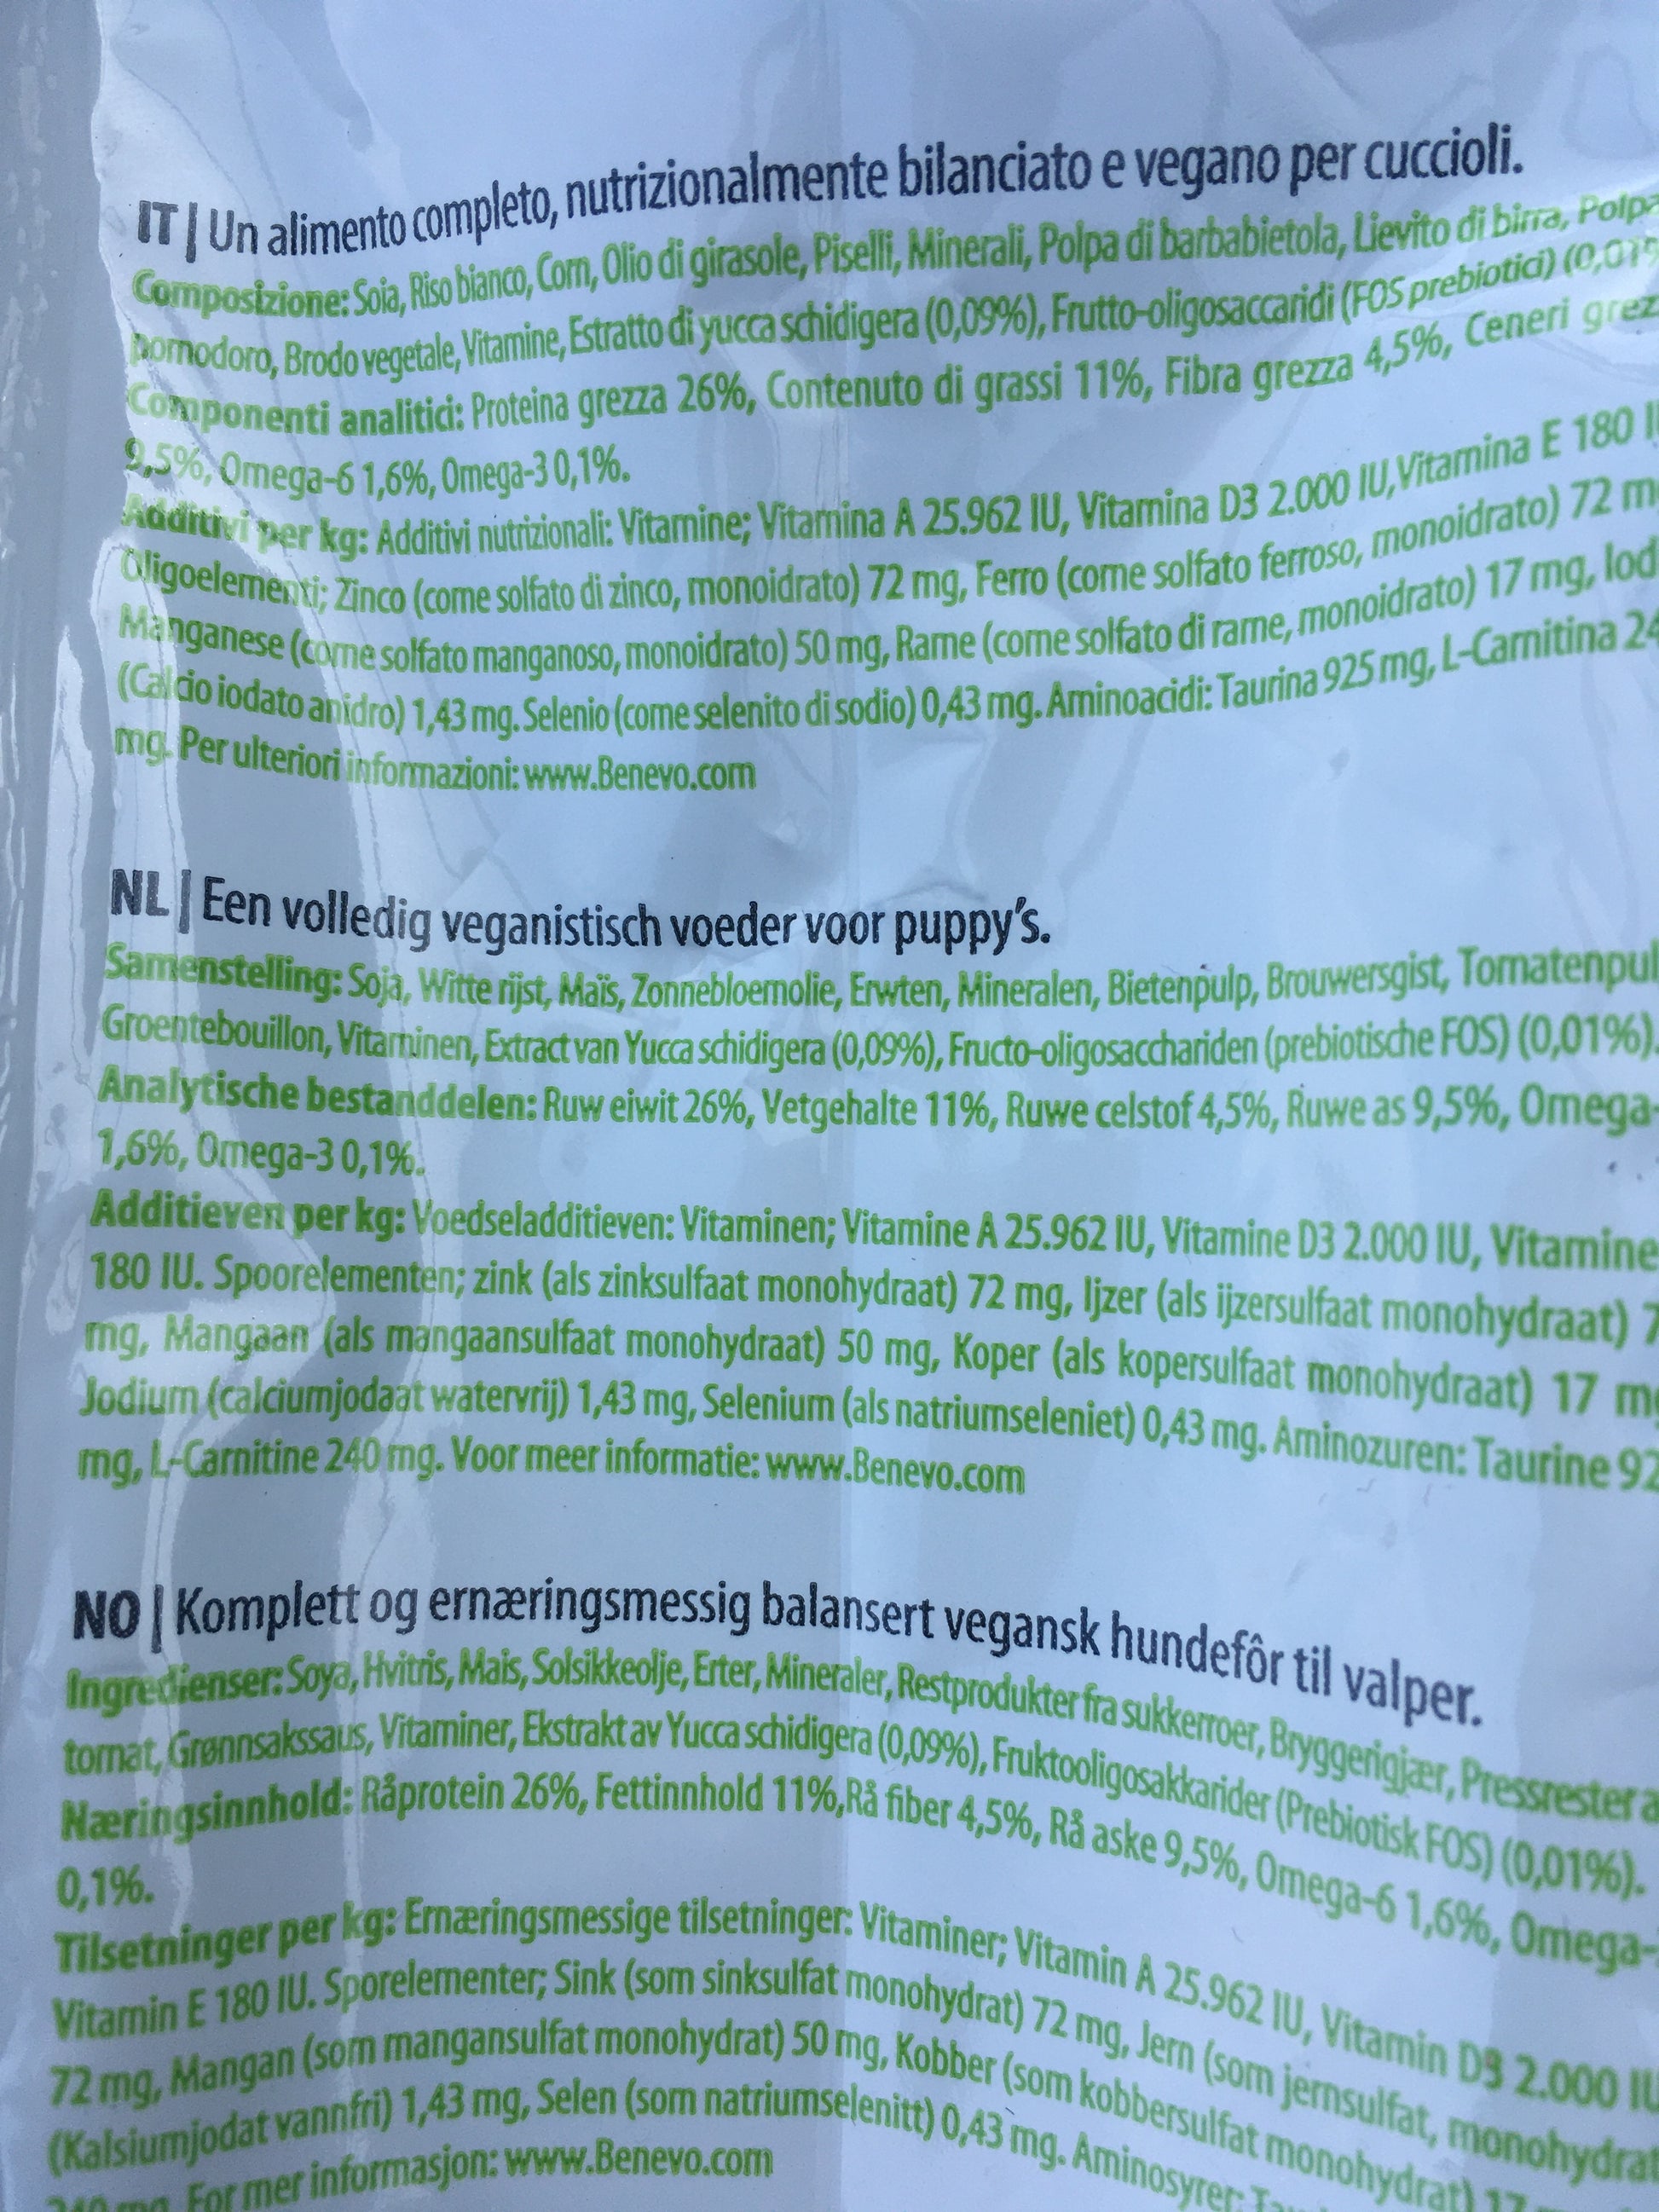 IT | Un alimento completo, nutrizionalmente bilanciato e vegano per cuccioli.
Composizione: Soia, Riso bianco, Corn, Olio di girasole, Piselli, Minerali, Polpa di barbabietola, Lievito di birra, Polpa
pomodoro, Brodo vegetale, Vitamine, Estratto di yucca schidigera (0,09%), Frutto-oligosaccaridi (FOS prebiotici)
Componenti analitici: Proteina grezza 26%, Contenuto di grassi 11%, Fibra grezza 4,5%, Ceneri grez
9,5%, Omega-6 1,6%, Omega-3 0,1%.
Additivi per kg: Additivi nutrizionali: Vitamine; Vitamina A 25.962 IU, Vitamina D3 2.000 IU, Vitamina E 180
Oligoelementi; Zinco (come solfato di zinco, monoidrato) 72 mg, Ferro (come solfato ferroso, monoidrato) 72 m
Manganese (come solfato manganoso, monoidrato) 50 mg, Rame (come solfato di rame, monoidrato) 17 mg, Iod
(Calcio iodato anidro) 1,43 mg. Selenio (come selenito di sodio) 0,43 mg. Aminoacidi: Taurina 925 mg, L-Carnitina 24
mg. Per ulteriori informazioni: www.Benevo.com
NL | Een volledig veganistisch voeder voor puppy's.
Samenstelling: Soja, Witte rijst, Maïs, Zonnebloemolie, Erwten, Mineralen, Bietenpulp, Brouwersgist, Tomatenpul
Groentebouillon, Vitaminen, Extract van Yucca schidigera (0,09%), Fructo-oligosacchariden (prebiotische FOS) (0,01%).
Analytische bestanddelen: Ruw eiwit 26%, Vetgehalte 11%, Ruwe celstof 4,5%, Ruwe as 9,5%, Omega-
1,6%, Omega-3 0,1%.
Additieven per kg: Voedseladditieven: Vitaminen; Vitamine A 25.962 IU, Vitamine D3 2.000 IU, Vitamine
180 IU. Spoorelementen; zink (als zinksulfaat monohydraat) 72 mg, Ijzer (als ijzersulfaat monohydraat) 7
mg, Mangaan (als mangaansulfaat monohydraat) 50 mg, Koper (als kopersulfaat monohydraat) 17 mg
Jodium (calciumjodaat watervrij) 1,43 mg, Selenium (als natriumseleniet) 0,43 mg. Aminozuren: Taurine 92
mg, L-Carnitine 240 mg. Voor meer informatie: www.Benevo.com
NO | Komplett og ernæringsmessig balansert vegansk hundefôr til valper.
Ingredienser: Soya, Hvitris, Mais, Solsikkeolje, Erter, Mineraler, Restprodukter fra sukkerroer, Bryggerigjær, Pressrester a
tomat, Grønnsakssaus, Vitaminer, Ekstrakt av Yucca schidigera (0,09%), Fruktooligosakkarider (Prebiotisk FOS) (0,01%).
Næringsinnhold: Råprotein 26%, Fettinnhold 11%,Rå fiber 4,5%, Rå aske 9,5%, Omega-6 1,6%, Omega-
0,1%.
Tilsetninger per kg: Ernæringsmessige tilsetninger: Vitaminer; Vitamin A 25.962 IU, Vitamin D3 2.000 IU
Vitamin E 180 IU. Sporelementer; Sink (som sinksulfat monohydrat) 72 mg, Jern (som jernsulfat, monohydrat
72 mg, Mangan (som mangansulfat monohydrat) 50 mg, Kobber (som kobbersulfat monohydrat) 17
(Kalsiumjodat vannfri) 1,43 mg, Selen (som natriumselenitt) 0,43 mg. Aminosyrer:
240 mg. For mer informasjon: www.Benevo.com